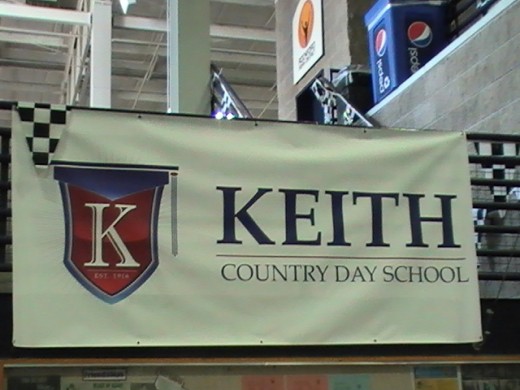 pepsi
pepsi
K
EST 1916
KEITH
COUNTRY DAY SCHOOL